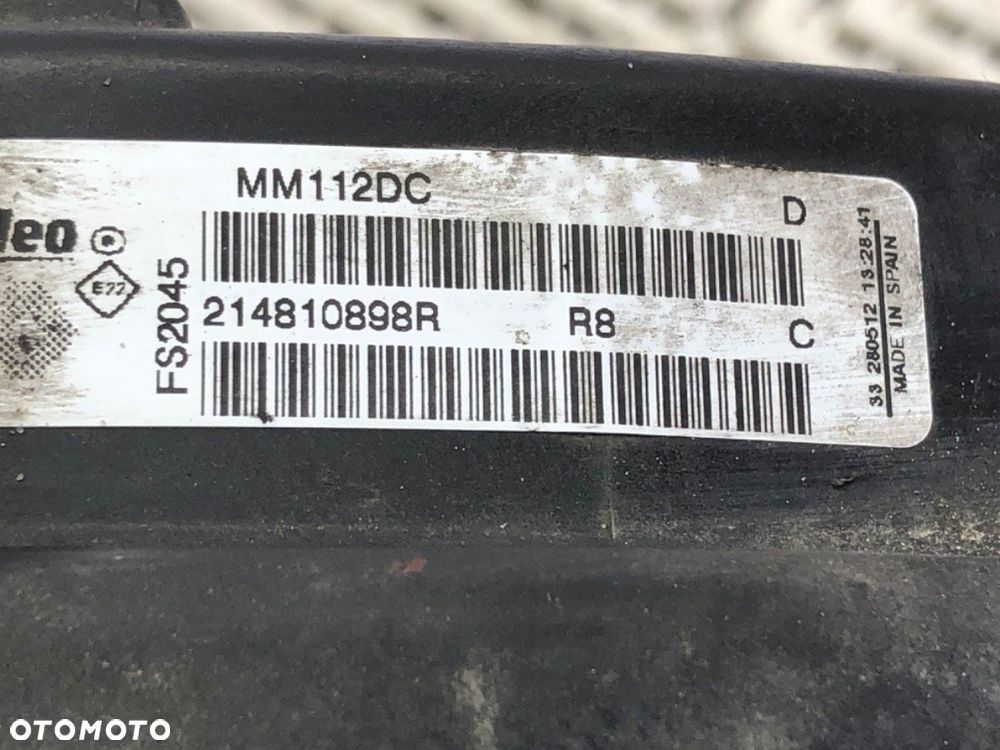 MM112DC
D
leo
E22
FS2045
214810898R
R8
C
33 280512 13:28:41
MADE IN SPAIN
OTOMOTO